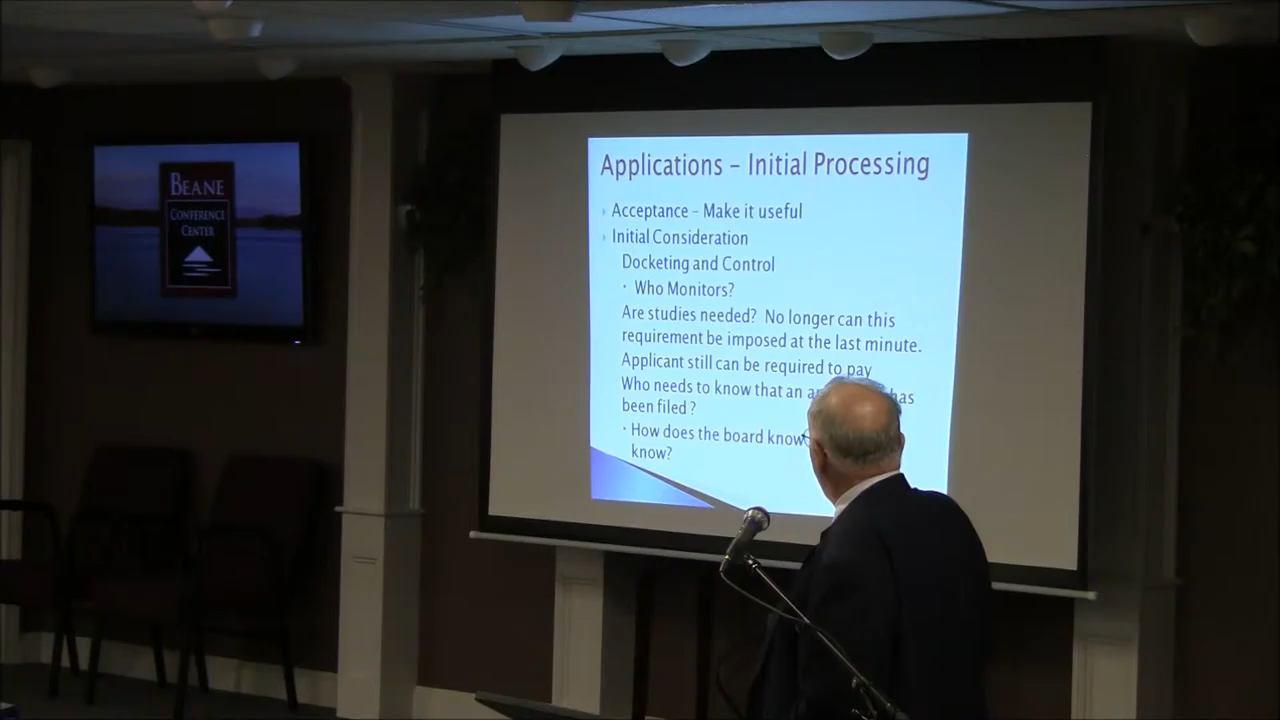 BEANE
CONFERENCE
CENTER
Applications – Initial Processing
Acceptance – Make it useful
Initial Consideration
Docketing and Control
· Who Monitors?
Are studies needed? No longer can this
requirement be imposed at the last minute.
Applicant still can be required to pay
Who needs to know that an has
been filed ?
· How does the board know
know?